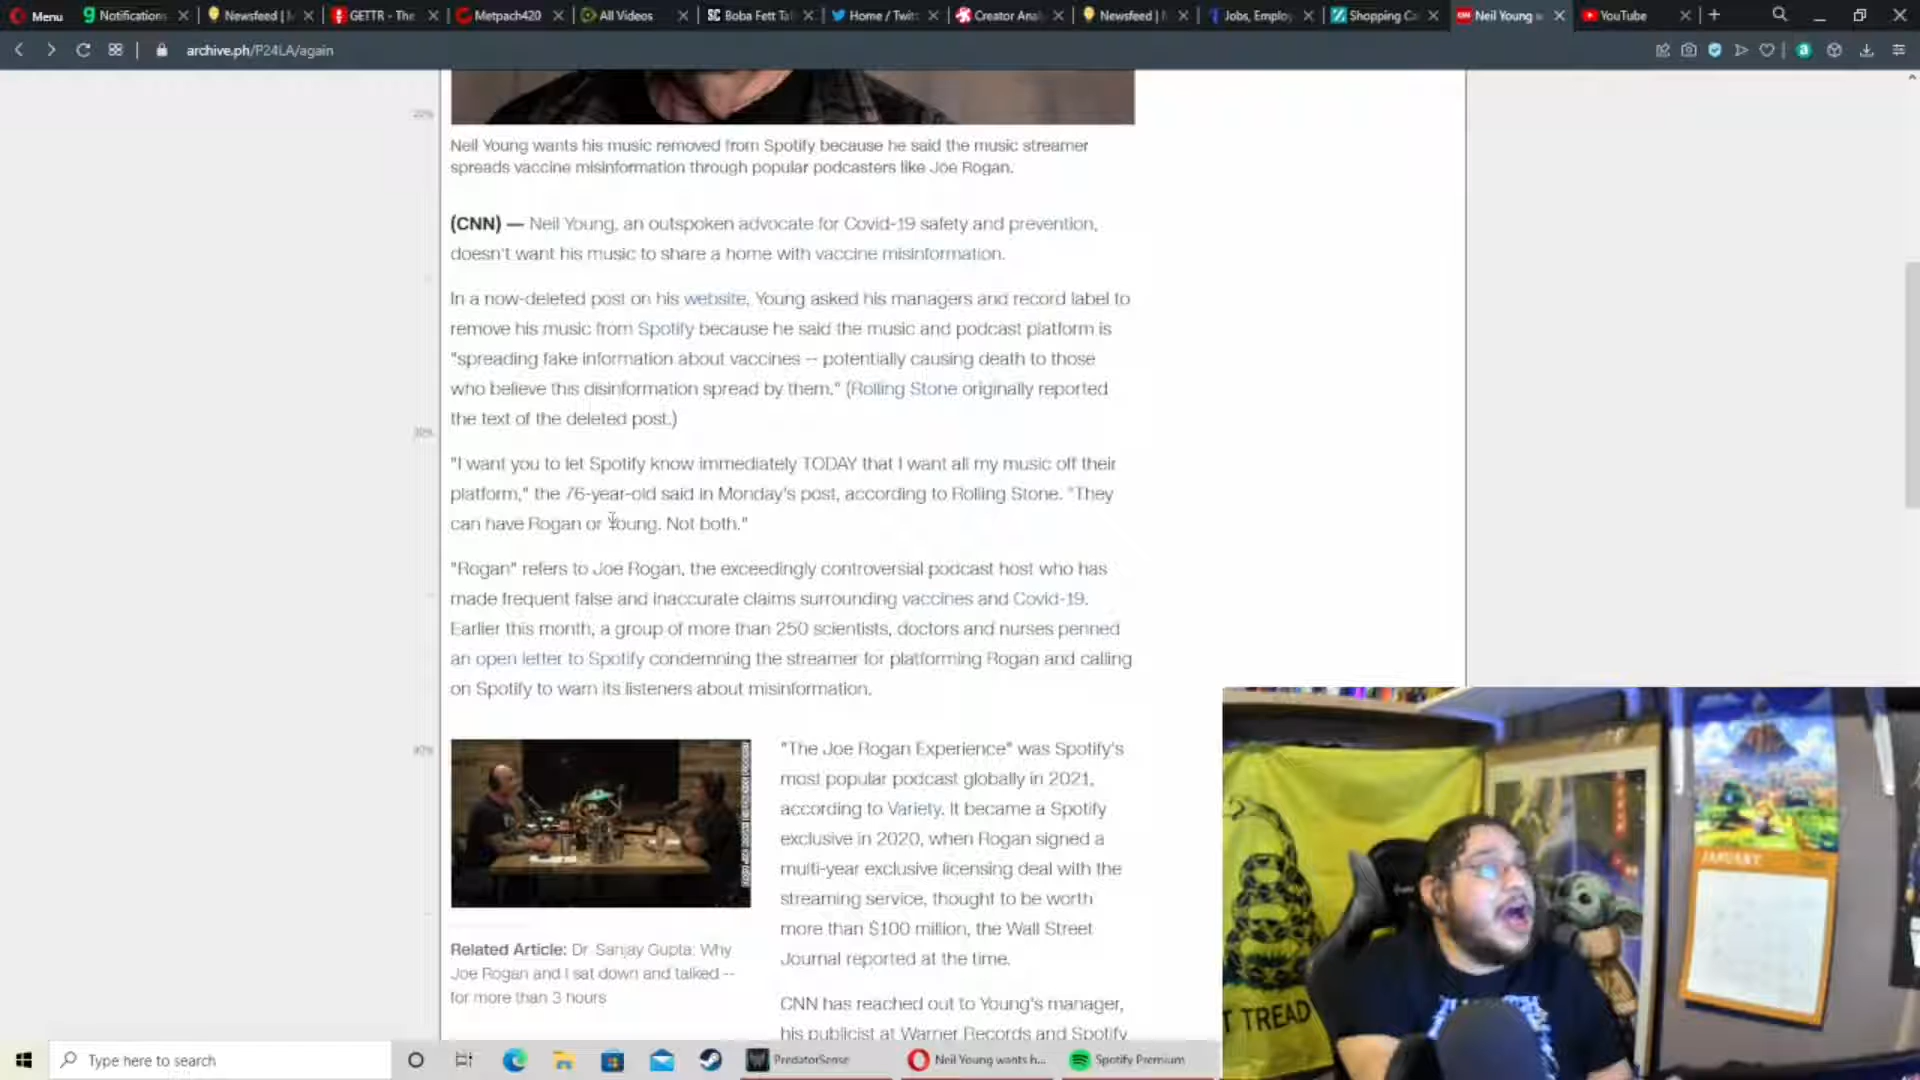 Menu
Notifications
Newsfeed |
GETTR - The
Metpach420
All Videos
Boba Fett Ta
Home / Twit
Creator Ana
Newsfeed |
Jobs, Emplo
Shopping Ca
Neil Young w
YouTube
archive.ph/P24LA/again
Neil Young wants his music removed from Spotify because he said the music streamer
spreads vaccine misinformation through popular podcasters like Joe Rogan.
(CNN) — Neil Young, an outspoken advocate for Covid-19 safety and prevention,
doesn't want his music to share a home with vaccine misinformation.
In a now-deleted post on his website, Young asked his managers and record label to
remove his music from Spotify because he said the music and podcast platform is
"spreading fake information about vaccines -- potentially causing death to those
who believe this disinformation spread by them." (Rolling Stone originally reported
the text of the deleted post.)
30%
"I want you to let Spotify know immediately TODAY that I want all my music off their
platform," the 76-year-old said in Monday's post, according to Rolling Stone. "They
can have Rogan or Young. Not both."
"Rogan" refers to Joe Rogan, the exceedingly controversial podcast host who has
made frequent false and inaccurate claims surrounding vaccines and Covid-19.
Earlier this month, a group of more than 250 scientists, doctors and nurses penned
an open letter to Spotify condemning the streamer for platforming Rogan and calling
on Spotify to warn its listeners about misinformation.
"The Joe Rogan Experience" was Spotify's
most popular podcast globally in 2021,
according to Variety. It became a Spotify
exclusive in 2020, when Rogan signed a
multi-year exclusive licensing deal with the
streaming service, thought to be worth
more than $100 million, the Wall Street
Journal reported at the time.
Related Article: Dr. Sanjay Gupta: Why
Joe Rogan and I sat down and talked --
for more than 3 hours
CNN has reached out to Young's manager,
his publicist at Warner Records and Spotify
JANUARY
T TREAD
Type here to search
PredatorSense
Neil Young wants h...
Spotify Premium